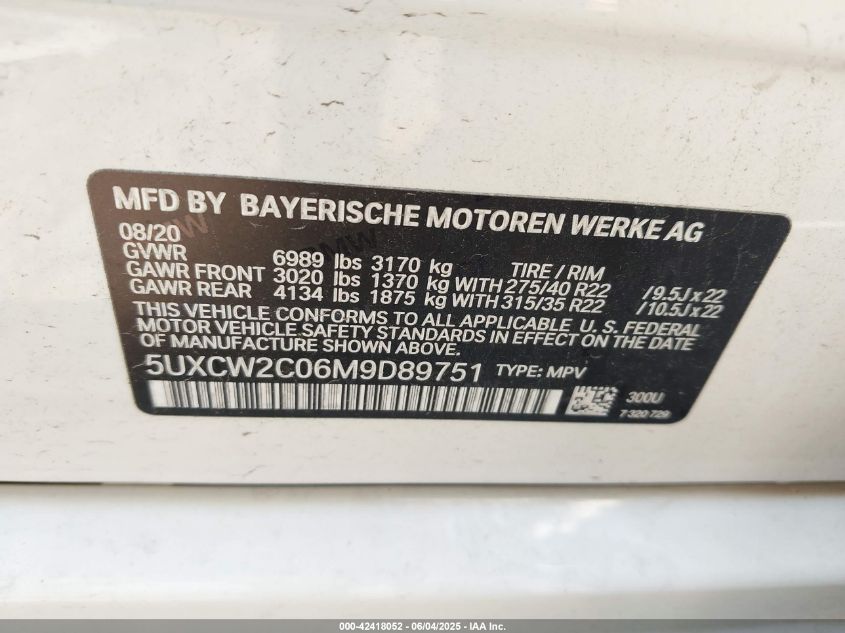 MFD BY BAYERISCHE MOTOREN WERKE AG
08/20
GVWR 6989 lbs 3170 kg TIRE / RIM
GAWR FRONT 3020 lbs 1370 kg WITH 275/40 R22 /9.5J x 22
GAWR REAR 4134 lbs 1875 kg WITH 315/35 R22 /10.5J x 22
THIS VEHICLE CONFORMS TO ALL APPLICABLE U. S. FEDERAL
MOTOR VEHICLE SAFETY STANDARDS IN EFFECT ON THE DATE
OF MANUFACTURE SHOWN ABOVE.
5UXCW2C06M9D89751 TYPE: MPV
300U
7 320 729
000-42418052 - 06/04/2025 - IAA Inc.